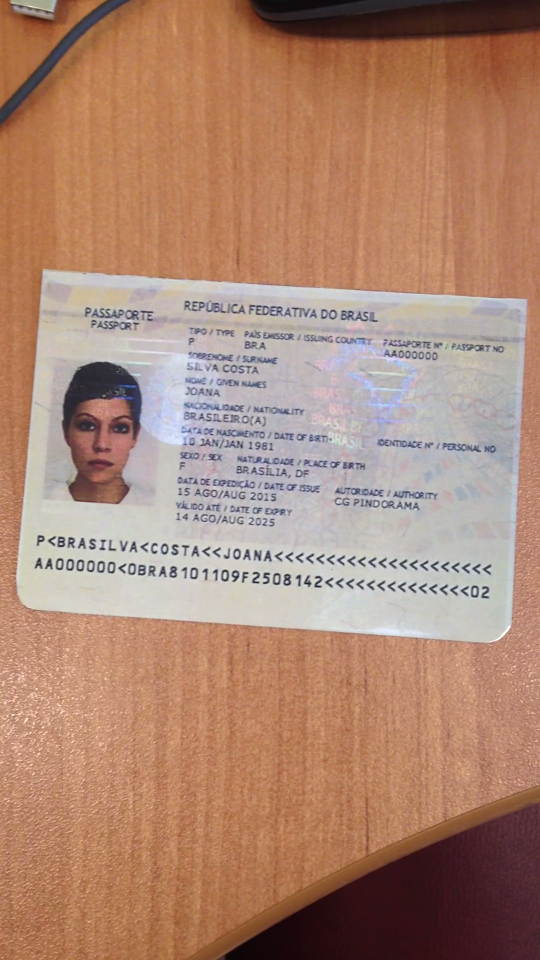 PASSAPORTE
PASSPORT
REPÚBLICA FEDERATIVA DO BRASIL
TIPO / TYPE PAÍS EMISSOR / ISSUING COUNTRY PASSAPORTE Nº / PASSPORT NO
P BRA AA000000
SOBRENOME / SURNAME
SILVA COSTA
NOME / GIVEN NAMES
JOANA
NACIONALIDADE / NATIONALITY
BRASILEIRO(A)
DATA DE NASCIMENTO / DATE OF BIRTH IDENTIDADE Nº / PERSONAL NO
10 JAN/JAN 1981
SEXO / SEX NATURALIDADE / PLACE OF BIRTH
F BRASÍLIA, DF
DATA DE EXPEDIÇÃO / DATE OF ISSUE AUTORIDADE / AUTHORITY
15 AGO/AUG 2015 CG PINDORAMA
VÁLIDO ATÉ / DATE OF EXPIRY
14 AGO/AUG 2025
P<BRASILVA<COSTA<<JOANA<<<<<<<<<<<<<<<<<<<<<
AA000000<0BRA8101109F2508142<<<<<<<<<<<<<<02